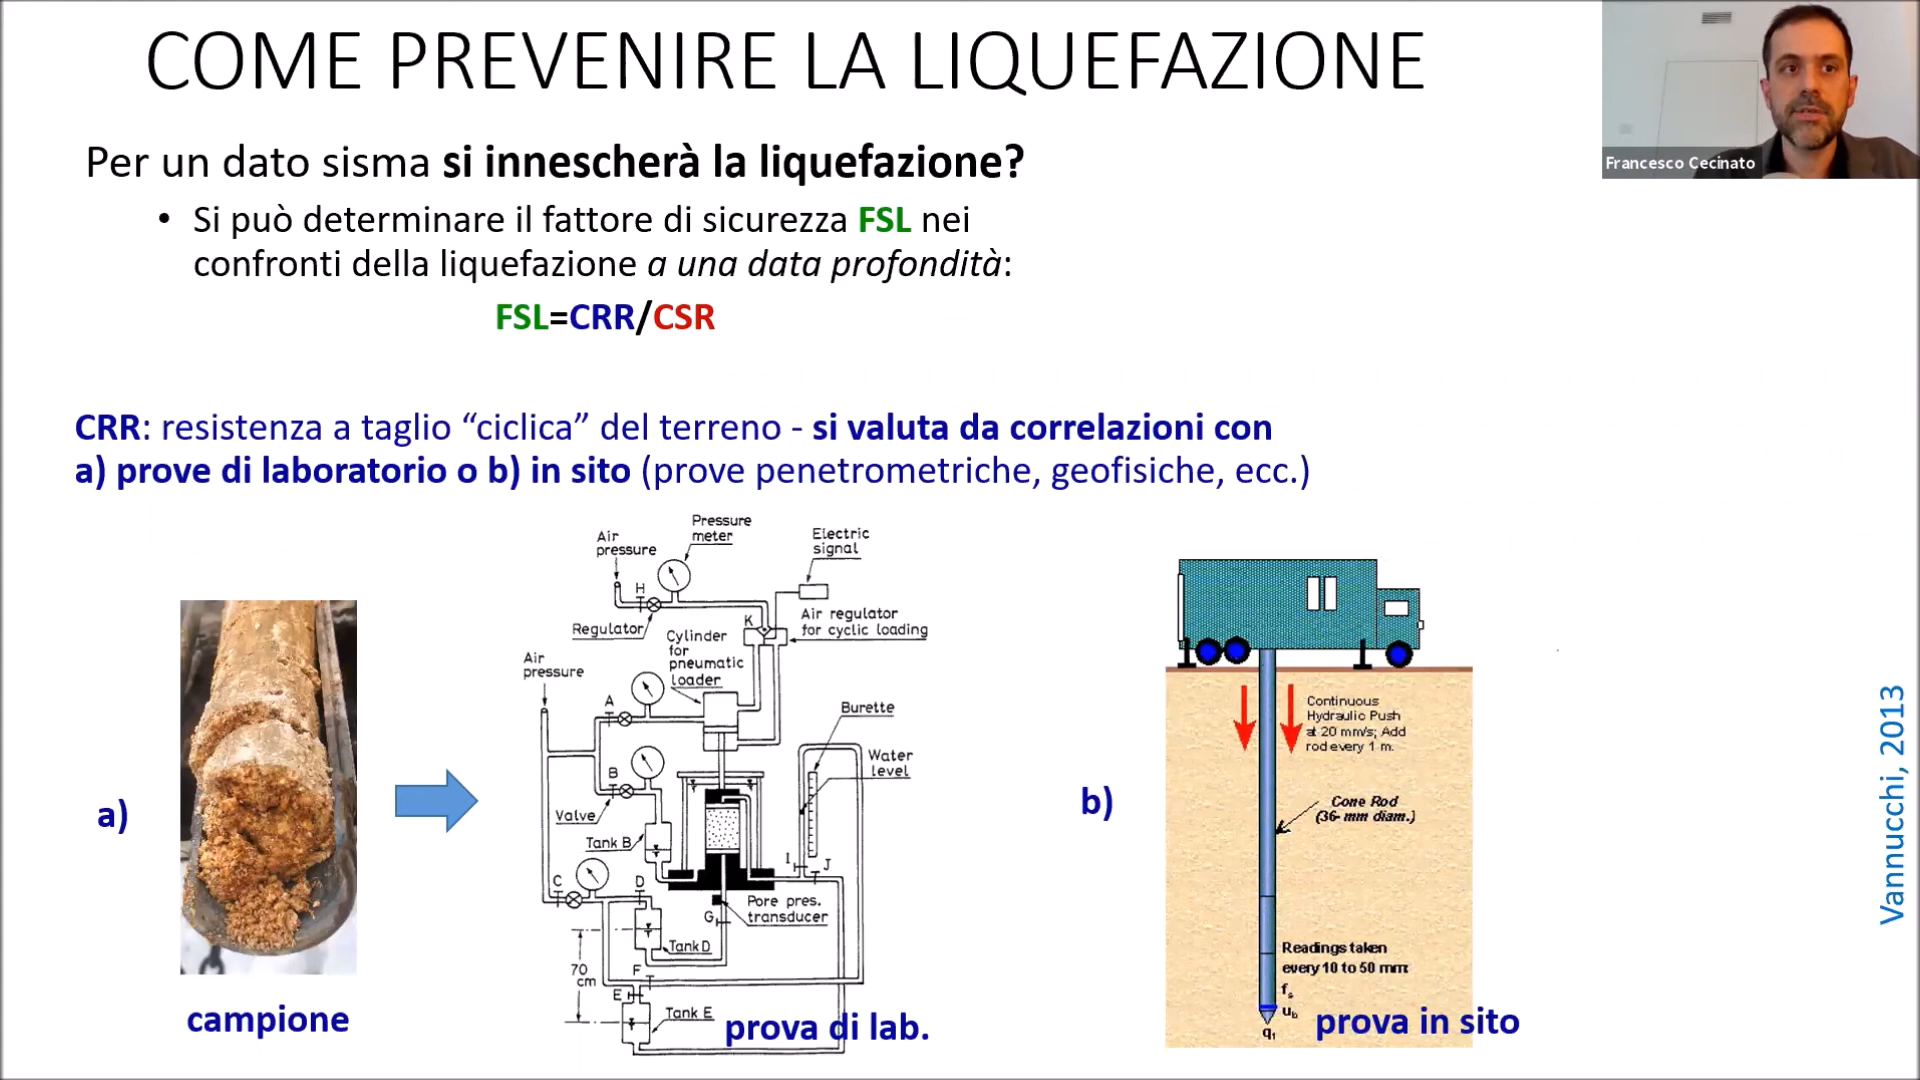 COME PREVENIRE LA LIQUEFAZIONE
Francesco Cecinato
Per un dato sisma si innescherà la liquefazione?
• Si può determinare il fattore di sicurezza FSL nei
confronti della liquefazione a una data profondità:
FSL=CRR/CSR
CRR: resistenza a taglio “ciclica” del terreno - si valuta da correlazioni con
a) prove di laboratorio o b) in sito (prove penetrometriche, geofisiche, ecc.)
a)
campione
Pressure
meter
Air
pressure
Electric
signal
H
Regulator
K
Air regulator
for cyclic loading
Cylinder
for
pneumatic
loader
Air
pressure
A
Burette
Water
level
B
Valve
Tank B
I
J
C
D
G
Pore pres.
transducer
Tank D
70
cm
F
E
Tank E
prova di lab.
b)
Continuous
Hydraulic Push
at 20 mm/s; Add
rod every 1 m.
Cone Rod
(36- mm diam.)
Readings taken
every 10 to 50 mm:
fs
ub
qt
prova in sito
Vannucchi, 2013